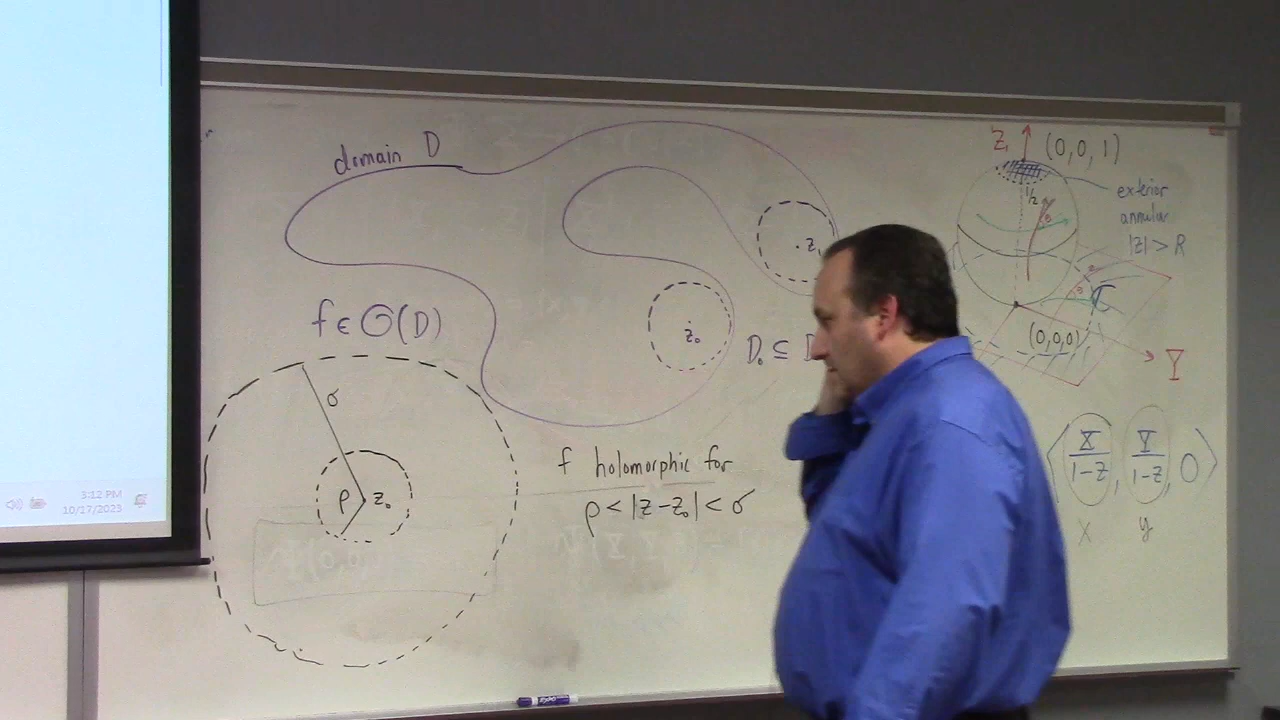 domain D
f ∈ O(D)
z₁
z₀
D₀ ⊆ D
σ
ρ
z₀
f holomorphic for
ρ < |z - z₀| < σ
Z
(0,0,1)
1/2
exterior
annular
|z| > R
ℂ
(0,0,0)
Y
⟨ X/(1-Z), Y/(1-Z), 0 ⟩
x y
3:12 PM
10/17/2023